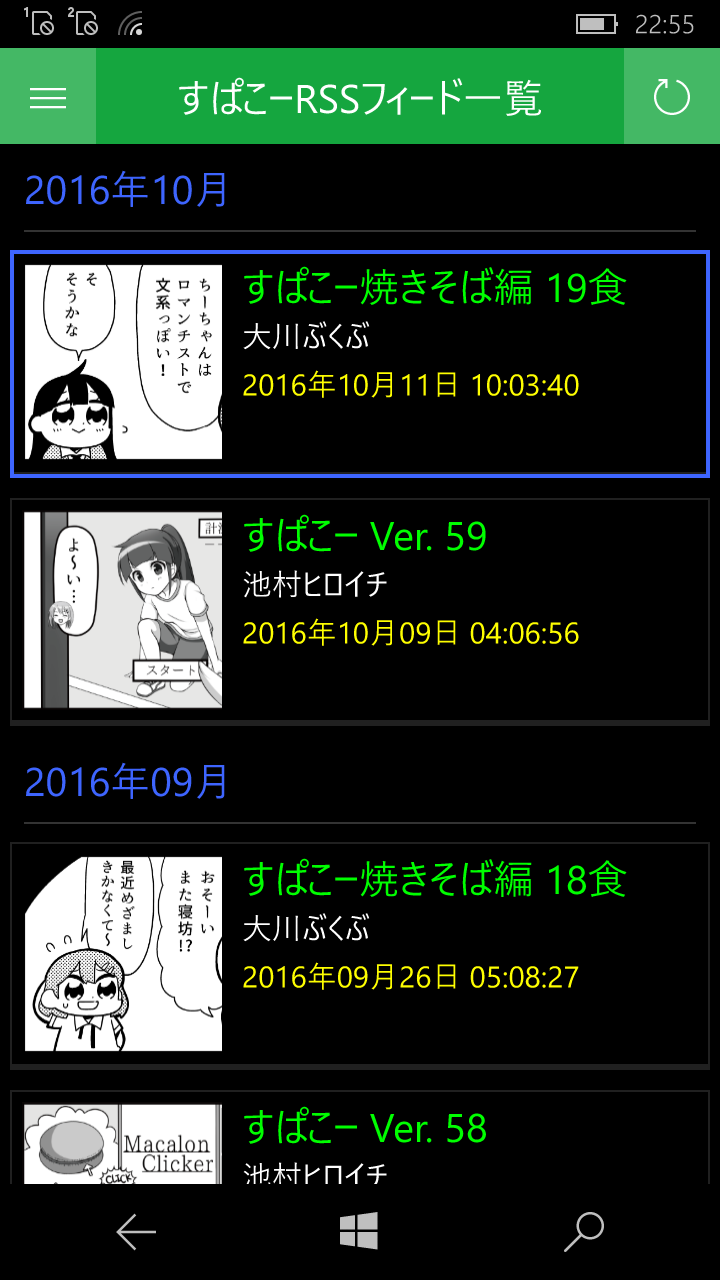 1 2 22:55
すぱこーRSSフィード一覧
2016年10月
ちーちゃんは
ロマンチストで
文系っぽい！
そ
そうかな
すぱこー焼きそば編 19食
大川ぶくぶ
2016年10月11日 10:03:40
よ～い…
スタート
すぱこー Ver. 59
池村ヒロイチ
2016年10月09日 04:06:56
2016年09月
おそーい
また寝坊!?
最近めざまし
きかなくて～
すぱこー焼きそば編 18食
大川ぶくぶ
2016年09月26日 05:08:27
Macalon
Clicker
CLICK
すぱこー Ver. 58
池村ヒロイチ